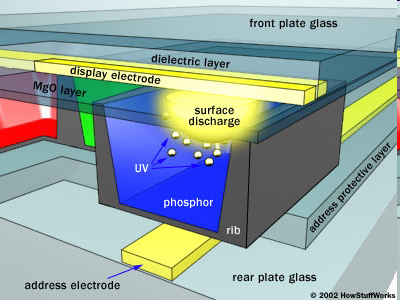 front plate glass
dielectric layer
display electrode
MgO layer
surface
discharge
UV
phosphor
rib
address protective layer
address electrode
rear plate glass
© 2002 HowStuffWorks